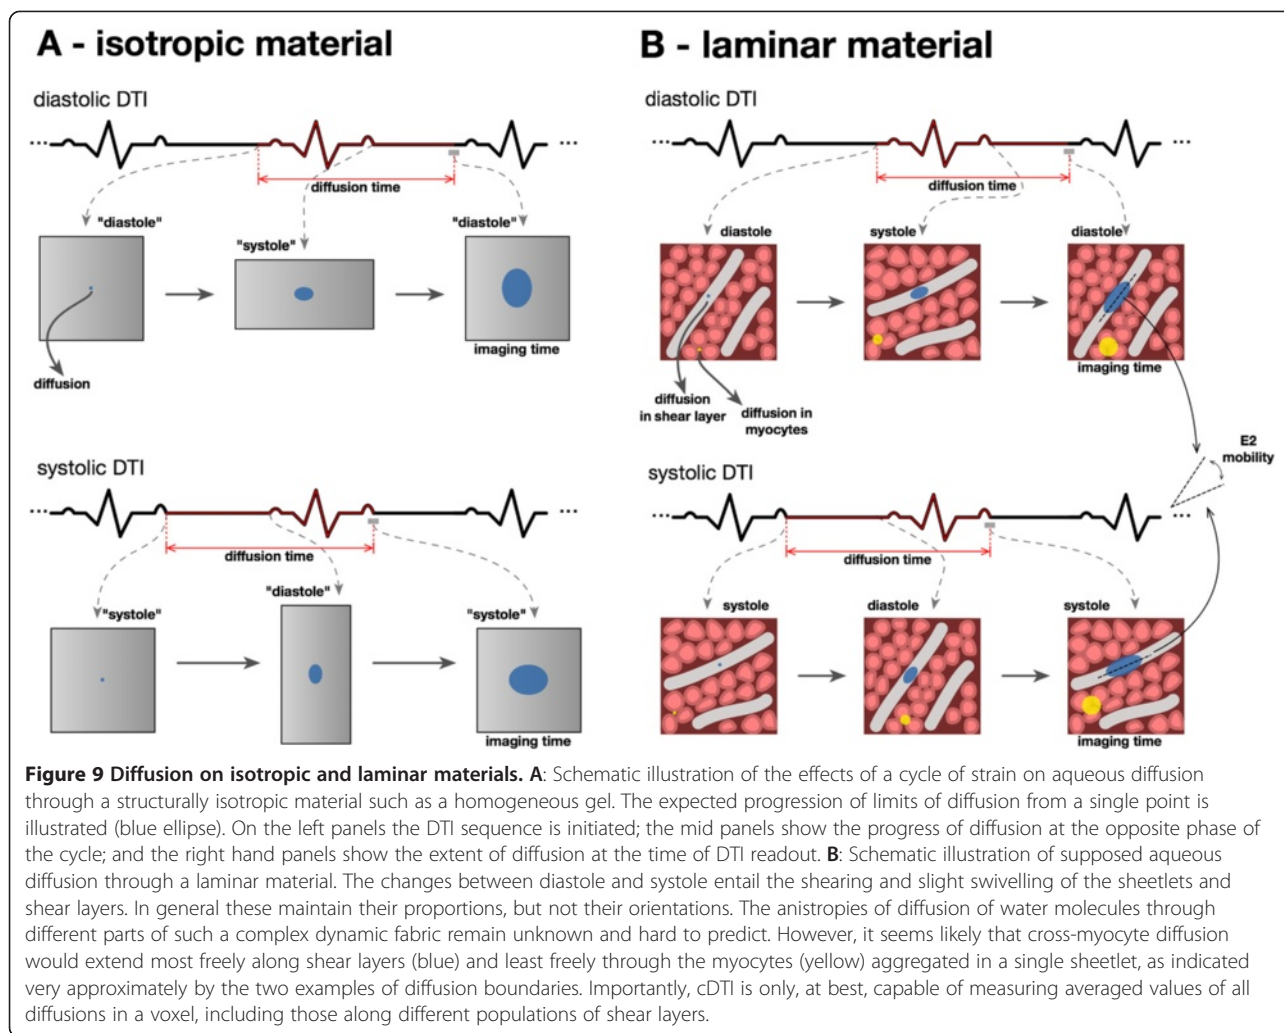 A - isotropic material
diastolic DTI
...
...
diffusion time
"diastole"
"systole"
"diastole"
imaging time
diffusion
systolic DTI
...
...
diffusion time
"systole"
"diastole"
"systole"
imaging time
B - laminar material
diastolic DTI
...
...
diffusion time
diastole
systole
diastole
imaging time
diffusion
in shear layer
diffusion in
myocytes
E2
mobility
systolic DTI
...
...
diffusion time
systole
diastole
systole
imaging time
Figure 9 Diffusion on isotropic and laminar materials. A: Schematic illustration of the effects of a cycle of strain on aqueous diffusion
through a structurally isotropic material such as a homogeneous gel. The expected progression of limits of diffusion from a single point is
illustrated (blue ellipse). On the left panels the DTI sequence is initiated; the mid panels show the progress of diffusion at the opposite phase of
the cycle; and the right hand panels show the extent of diffusion at the time of DTI readout. B: Schematic illustration of supposed aqueous
diffusion through a laminar material. The changes between diastole and systole entail the shearing and slight swivelling of the sheetlets and
shear layers. In general these maintain their proportions, but not their orientations. The anistropies of diffusion of water molecules through
different parts of such a complex dynamic fabric remain unknown and hard to predict. However, it seems likely that cross-myocyte diffusion
would extend most freely along shear layers (blue) and least freely through the myocytes (yellow) aggregated in a single sheetlet, as indicated
very approximately by the two examples of diffusion boundaries. Importantly, cDTI is only, at best, capable of measuring averaged values of all
diffusions in a voxel, including those along different populations of shear layers.